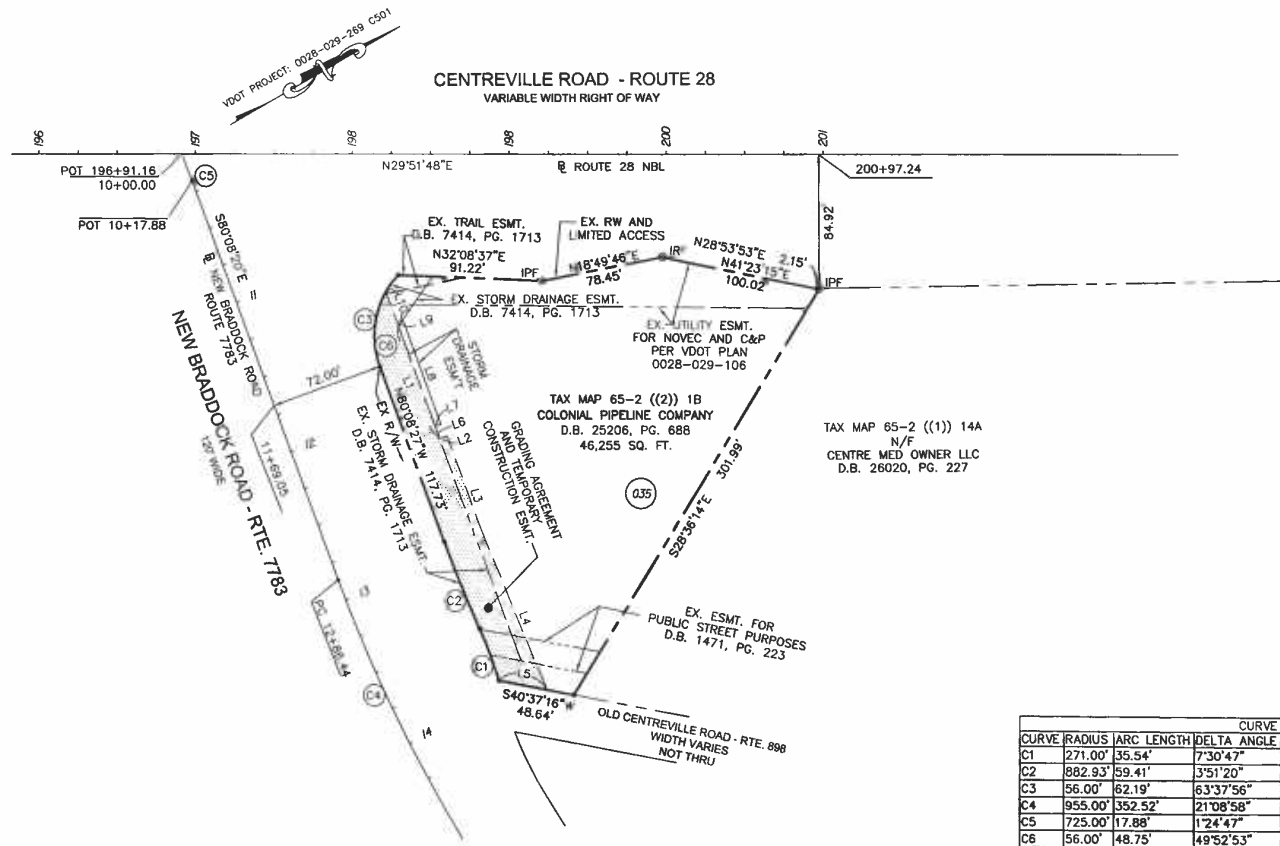 VDOT PROJECT: 0028-029-269 C501
CENTREVILLE ROAD - ROUTE 28
VARIABLE WIDTH RIGHT OF WAY
196
197
198
198
200
201
POT 196+91.16
10+00.00
C5
N29°51'48"E
ROUTE 28 NBL
200+97.24
POT 10+17.88
84.92
S80°08'20"E
NEW BRADDOCK ROAD
ROUTE 7783
11
EX. TRAIL ESMT.
D.B. 7414, PG. 1713
EX. RW AND
LIMITED ACCESS
N32°08'37"E
91.22'
IPF
N18°49'46"E
78.45'
IRF
N28°53'53"E
2.15'
N41°23'15"E
100.02
IPF
EX. STORM DRAINAGE ESMT.
D.B. 7414, PG. 1713
EX. UTILITY ESMT.
FOR NOVEC AND C&P
PER VDOT PLAN
0028-029-106
C3
C6
L9
L8
STORM
DRAINAGE
ESM'T
L1
L7
L6
L2
L3
72.00'
NEW BRADDOCK ROAD - RTE. 7783
120' WIDE
11+69.05
12
N80°08'27"W
117.73'
EX R/W
EX. STORM DRAINAGE ESMT.
D.B. 7414, PG. 1713
GRADING AGREEMENT
AND TEMPORARY
CONSTRUCTION ESMT.
TAX MAP 65-2 ((2)) 1B
COLONIAL PIPELINE COMPANY
D.B. 25206, PG. 688
46,255 SQ. FT.
035
S28°36'14"E 301.99'
TAX MAP 65-2 ((1)) 14A
N/F
CENTRE MED OWNER LLC
D.B. 26020, PG. 227
13
PC 12+86.44
C2
C4
14
L4
EX. ESMT. FOR
PUBLIC STREET PURPOSES
D.B. 1471, PG. 223
C1
L5
S40°37'16"W
48.64'
OLD CENTREVILLE ROAD - RTE. 898
WIDTH VARIES
NOT THRU
CURVE
CURVE RADIUS ARC LENGTH DELTA ANGLE
C1 271.00' 35.54' 7°30'47"
C2 882.93' 59.41' 3°51'20"
C3 56.00' 62.19' 63°37'56"
C4 955.00' 352.52' 21°08'58"
C5 725.00' 17.88' 1°24'47"
C6 56.00' 48.75' 49°52'53"